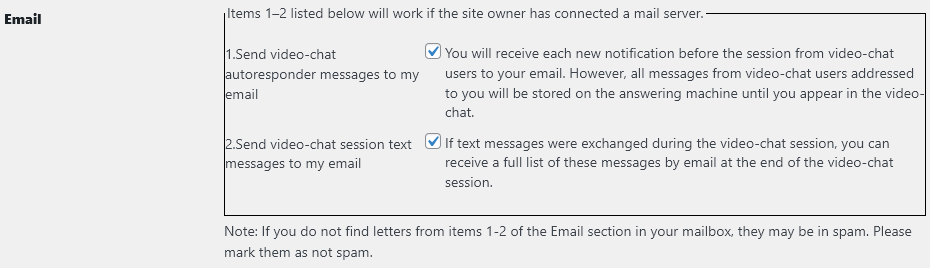 Email
Items 1–2 listed below will work if the site owner has connected a mail server.
1.Send video-chat
autoresponder messages to my
email
You will receive each new notification before the session from video-chat
users to your email. However, all messages from video-chat users addressed
to you will be stored on the answering machine until you appear in the video-
chat.
2.Send video-chat session text
messages to my email
If text messages were exchanged during the video-chat session, you can
receive a full list of these messages by email at the end of the video-chat
session.
Note: If you do not find letters from items 1-2 of the Email section in your mailbox, they may be in spam. Please
mark them as not spam.